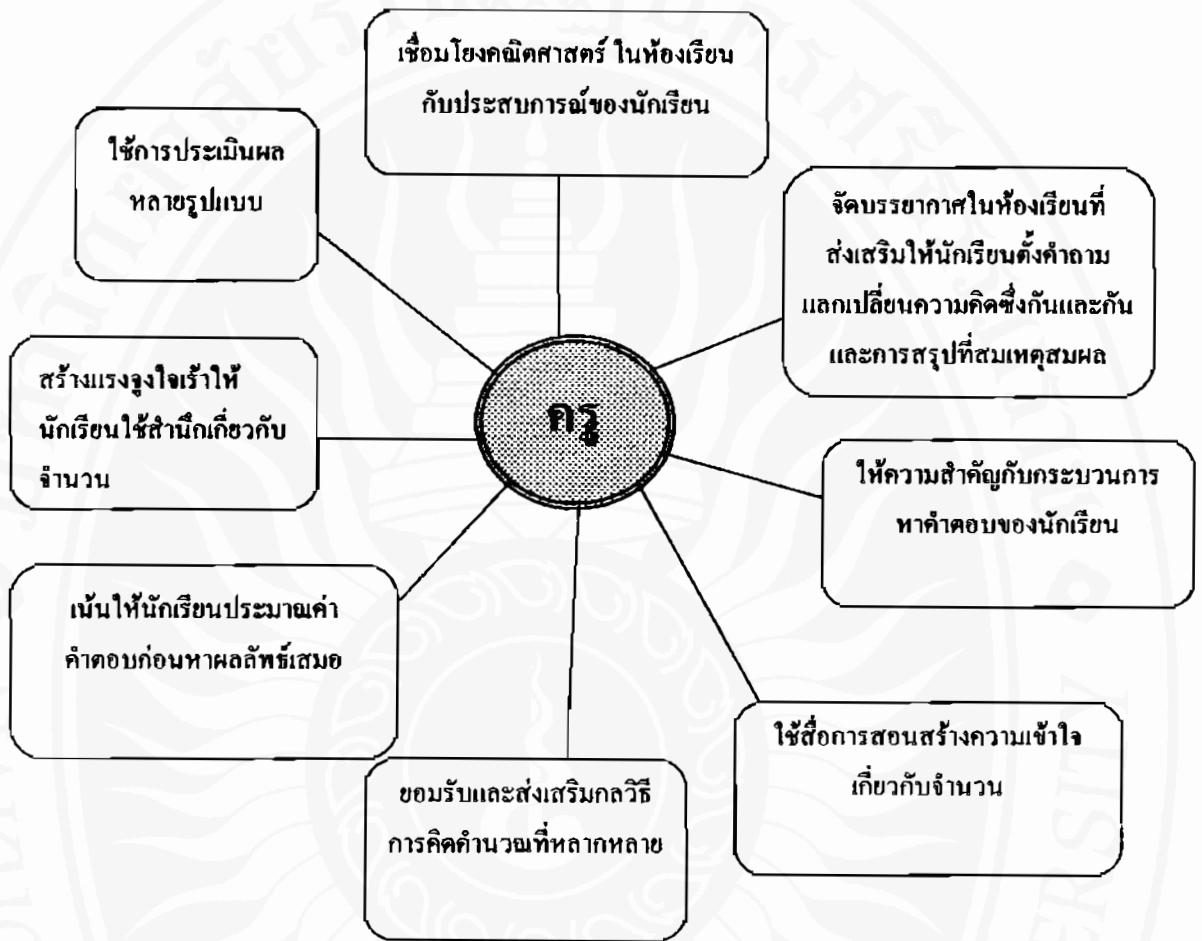 เชื่อมโยงคณิตศาสตร์ ในห้องเรียน
กับประสบการณ์ของนักเรียน
ใช้การประเมินผล
หลายรูปแบบ
จัดบรรยากาศในห้องเรียนที่
ส่งเสริมให้นักเรียนตั้งคำถาม
แลกเปลี่ยนความคิดซึ่งกันและกัน
และการสรุปที่สมเหตุสมผล
สร้างแรงจูงใจเร้าให้
นักเรียนใช้สำนึกเกี่ยวกับ
จำนวน
ครู
ให้ความสำคัญกับกระบวนการ
หาคำตอบของนักเรียน
เน้นให้นักเรียนประมาณค่า
คำตอบก่อนหาผลลัพธ์เสมอ
ใช้สื่อการสอนสร้างความเข้าใจ
เกี่ยวกับจำนวน
ยอมรับและส่งเสริมกลวิธี
การคิดคำนวณที่หลากหลาย